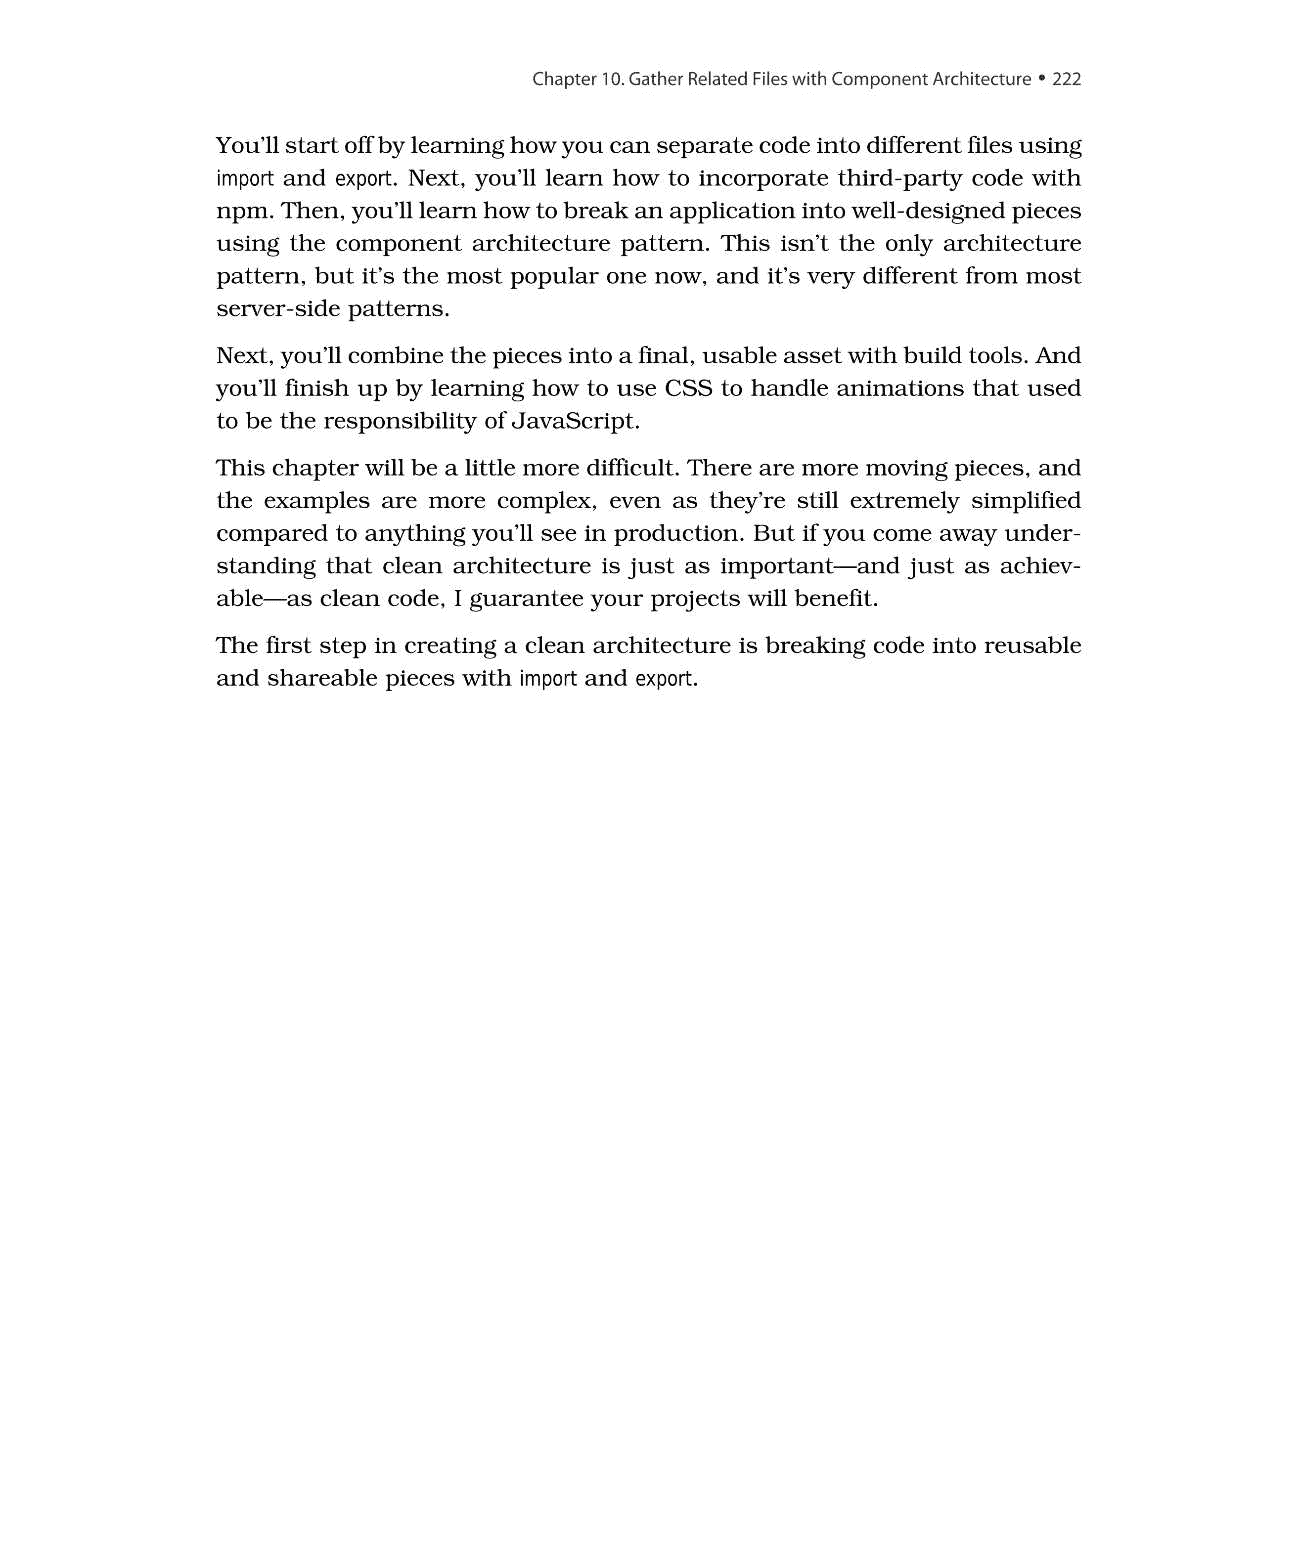 Chapter 10. Gather Related Files with Component Architecture • 222
You’ll start off by learning how you can separate code into different files using
import and export. Next, you’ll learn how to incorporate third-party code with
npm. Then, you’ll learn how to break an application into well-designed pieces
using the component architecture pattern. This isn’t the only architecture
pattern, but it’s the most popular one now, and it’s very different from most
server-side patterns.
Next, you’ll combine the pieces into a final, usable asset with build tools. And
you’ll finish up by learning how to use CSS to handle animations that used
to be the responsibility of JavaScript.
This chapter will be a little more difficult. There are more moving pieces, and
the examples are more complex, even as they’re still extremely simplified
compared to anything you’ll see in production. But if you come away under-
standing that clean architecture is just as important—and just as achiev-
able—as clean code, I guarantee your projects will benefit.
The first step in creating a clean architecture is breaking code into reusable
and shareable pieces with import and export.